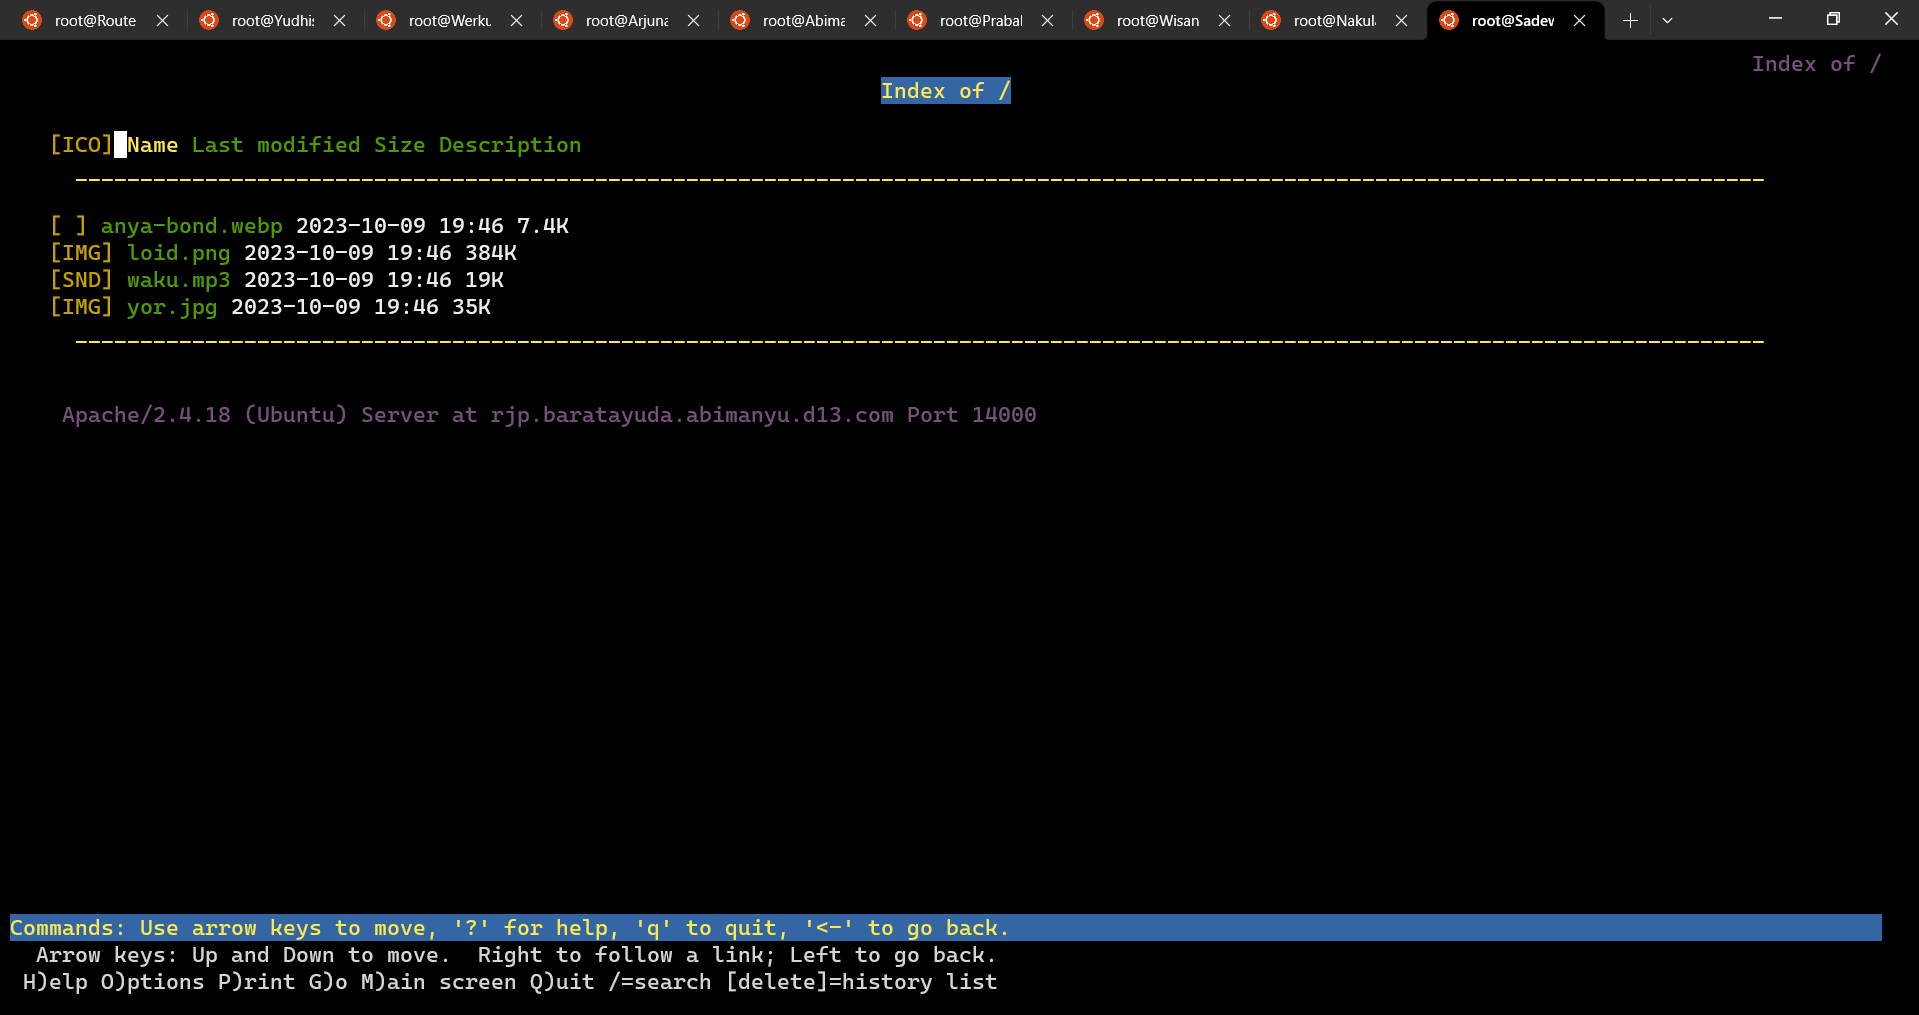 root@Route root@Yudhi root@Werku root@Arjuna root@Abima root@Prabal root@Wisan root@Nakul root@Sadew
Index of /
Index of /
[ICO] Name Last modified Size Description
[ ] anya-bond.webp 2023-10-09 19:46 7.4K
[IMG] loid.png 2023-10-09 19:46 384K
[SND] waku.mp3 2023-10-09 19:46 19K
[IMG] yor.jpg 2023-10-09 19:46 35K
Apache/2.4.18 (Ubuntu) Server at rjp.baratayuda.abimanyu.d13.com Port 14000
Commands: Use arrow keys to move, '?' for help, 'q' to quit, '<-' to go back.
Arrow keys: Up and Down to move. Right to follow a link; Left to go back.
H)elp O)ptions P)rint G)o M)ain screen Q)uit /=search [delete]=history list